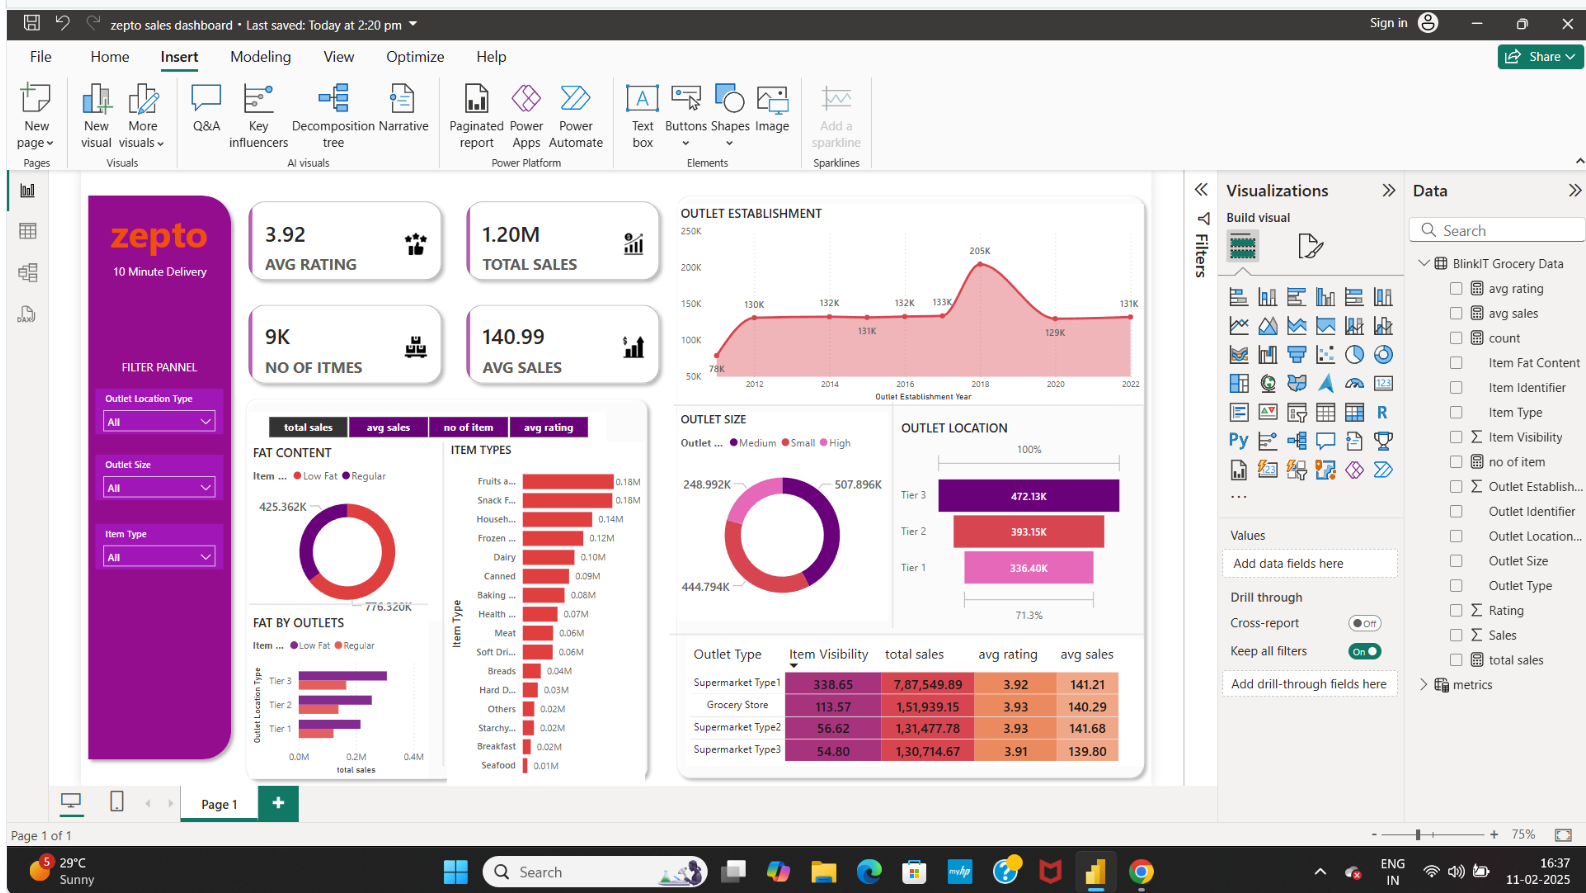 zepto sales dashboard • Last saved: Today at 2:20 pm
Sign in
File Home Insert Modeling View Optimize Help
Share
New page
New visual
More visuals
Q&A
Key influencers
Decomposition tree
Narrative
Paginated report
Power Apps
Power Automate
Text box
Buttons
Shapes
Image
Add a sparkline
Pages
Visuals
AI visuals
Power Platform
Elements
Sparklines
DAX
zepto
10 Minute Delivery
FILTER PANNEL
Outlet Location Type
All
Outlet Size
All
Item Type
All
3.92
AVG RATING
1.20M
TOTAL SALES
9K
NO OF ITMES
140.99
AVG SALES
total sales avg sales no of item avg rating
FAT CONTENT
Item ... Low Fat Regular
425.362K
776.320K
FAT BY OUTLETS
Item ... Low Fat Regular
Outlet Location Type
Tier 3
Tier 2
Tier 1
0.0M 0.2M 0.4M
total sales
ITEM TYPES
Item Type
Fruits a... 0.18M
Snack F... 0.18M
Househ... 0.14M
Frozen ... 0.12M
Dairy 0.10M
Canned 0.09M
Baking ... 0.08M
Health ... 0.07M
Meat 0.06M
Soft Dri... 0.06M
Breads 0.04M
Hard D... 0.03M
Others 0.02M
Starchy... 0.02M
Breakfast 0.02M
Seafood 0.01M
OUTLET ESTABLISHMENT
250K
200K
150K
100K
50K
78K 130K 132K 131K 132K 133K 205K 129K 131K
2012 2014 2016 2018 2020 2022
Outlet Establishment Year
OUTLET SIZE
Outlet ... Medium Small High
248.992K
507.896K
444.794K
OUTLET LOCATION
100%
Tier 3 472.13K
Tier 2 393.15K
Tier 1 336.40K
71.3%
Outlet Type Item Visibility total sales avg rating avg sales
Supermarket Type1 338.65 7,87,549.89 3.92 141.21
Grocery Store 113.57 1,51,939.15 3.93 140.29
Supermarket Type2 56.62 1,31,477.78 3.93 141.68
Supermarket Type3 54.80 1,30,714.67 3.91 139.80
Filters
Visualizations
Build visual
123
R
Py
123
...
Values
Add data fields here
Drill through
Cross-report Off
Keep all filters On
Add drill-through fields here
Data
Search
BlinkIT Grocery Data
avg rating
avg sales
count
Item Fat Content
Item Identifier
Item Type
Item Visibility
no of item
Outlet Establish...
Outlet Identifier
Outlet Location...
Outlet Size
Outlet Type
Rating
Sales
total sales
metrics
Page 1
Page 1 of 1
- + 75%
5
29°C
Sunny
Search
myhp
ENG
IN
16:37
11-02-2025